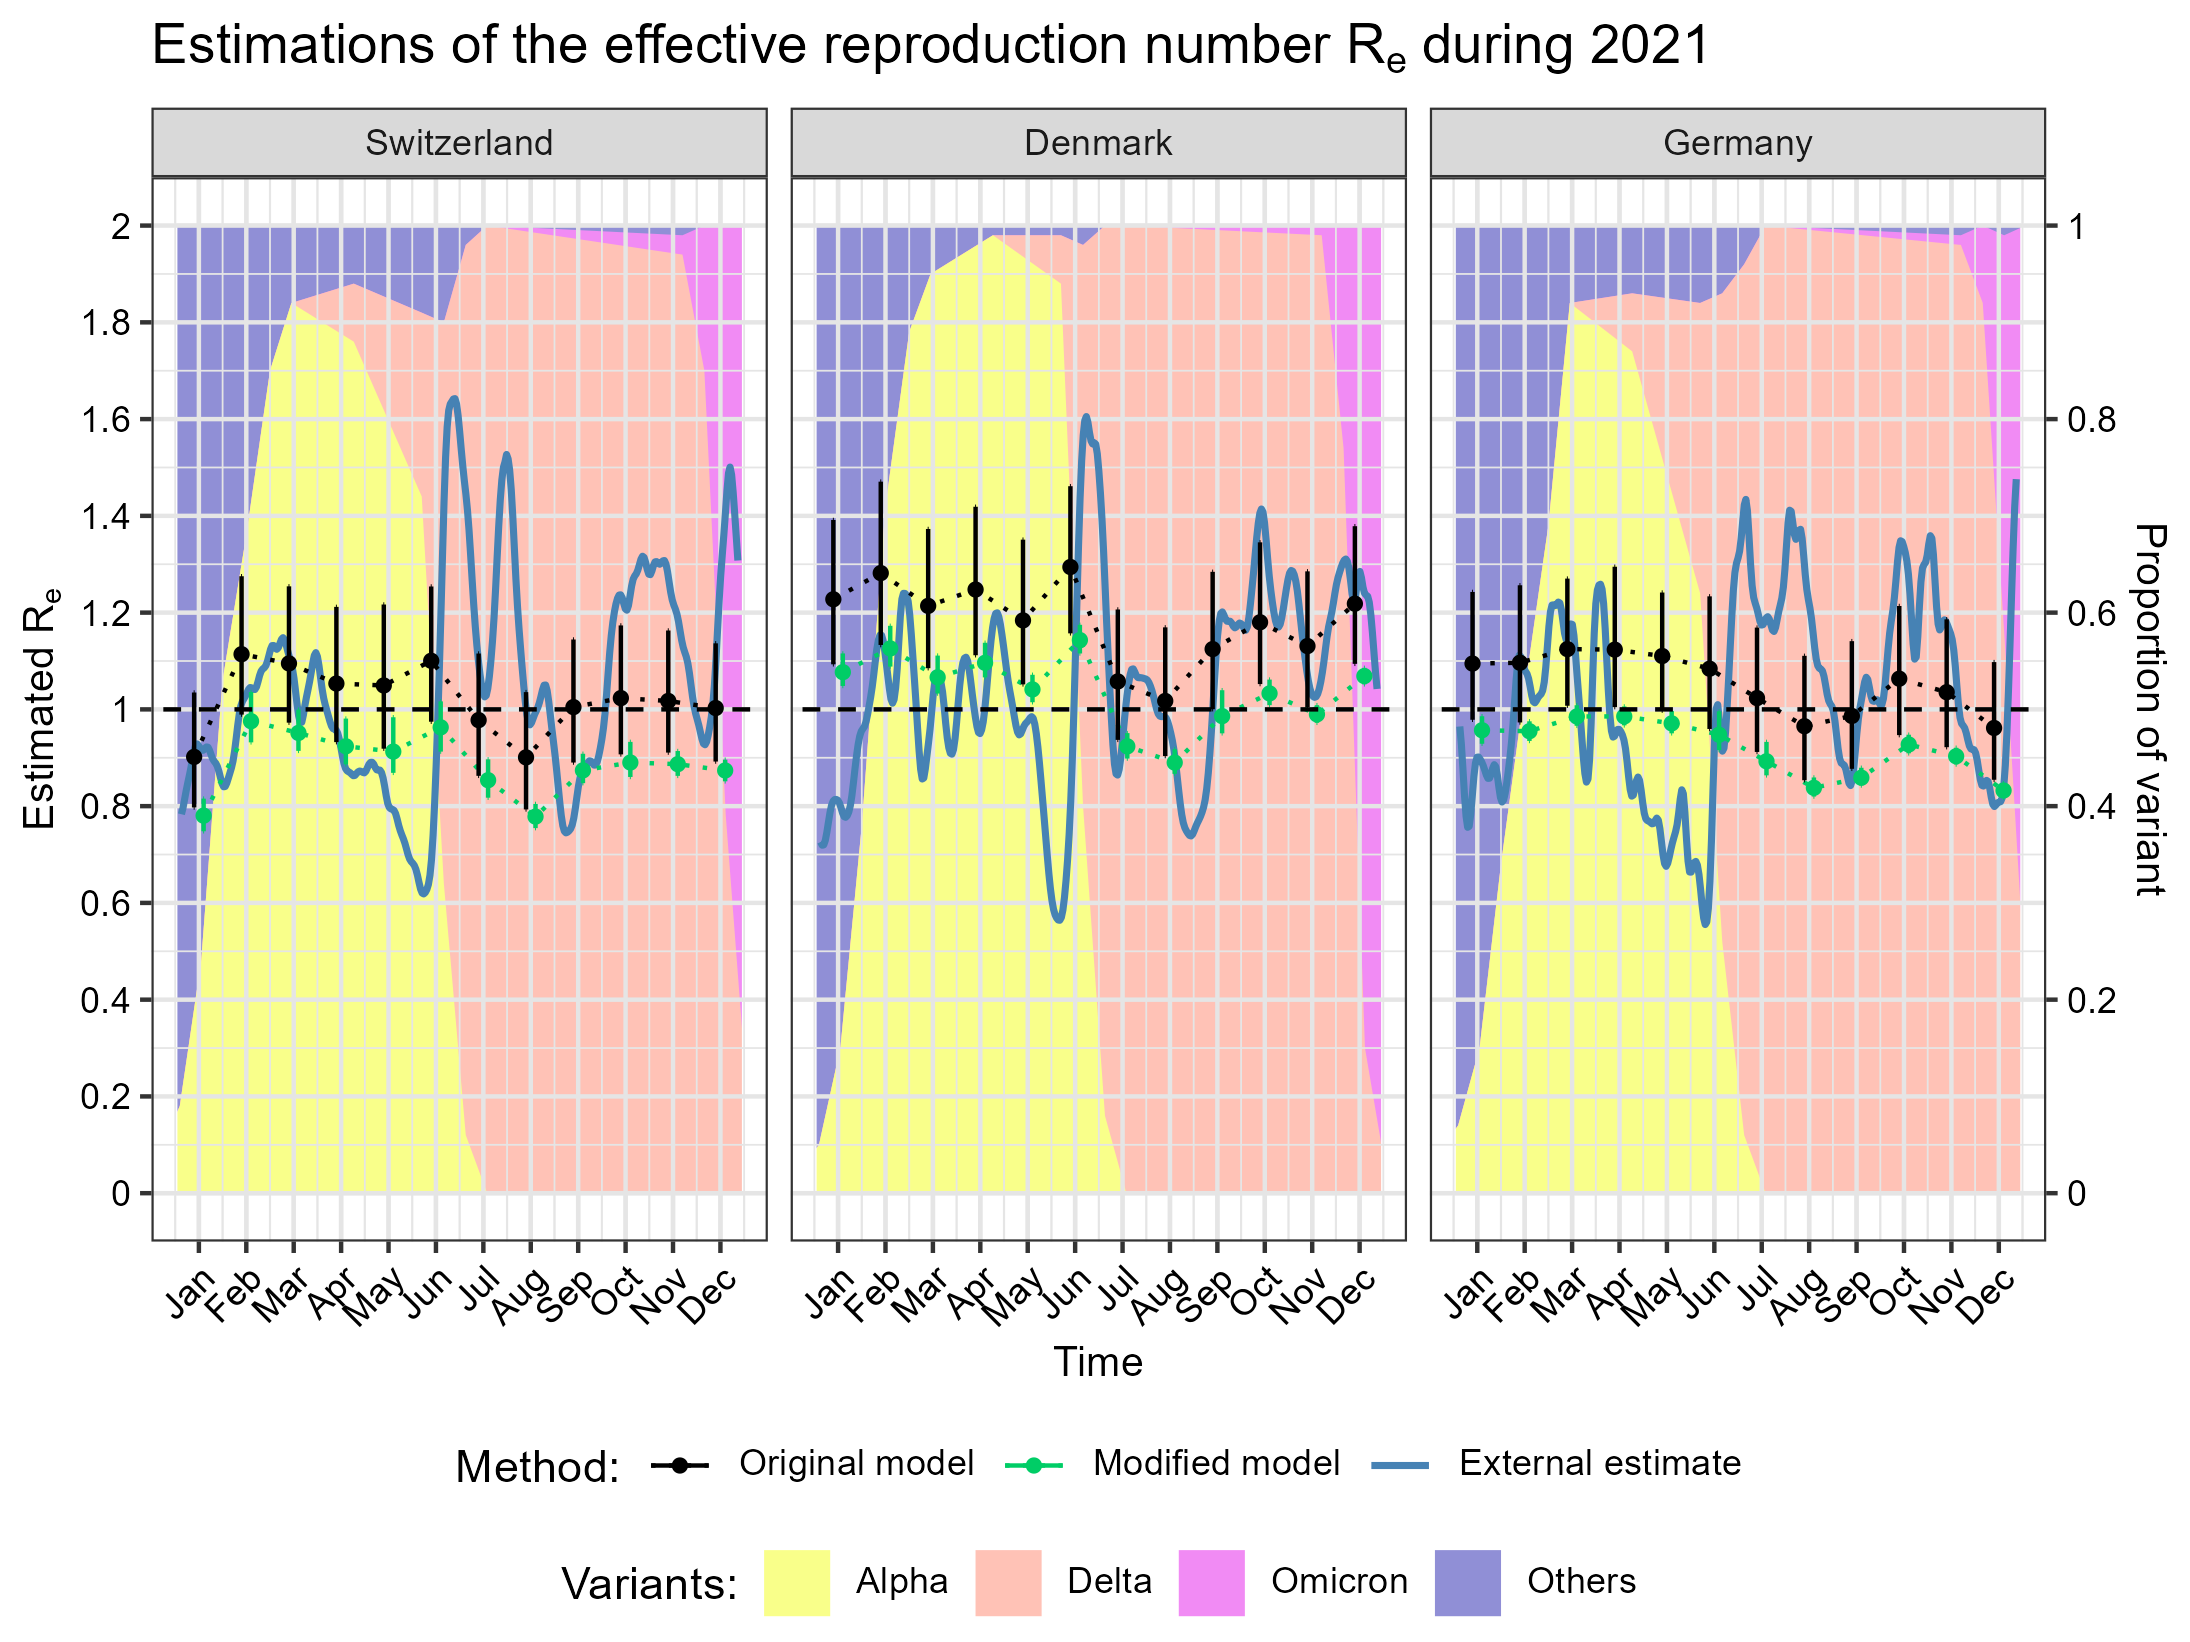 Estimations of the effective reproduction number Re during 2021
Switzerland
Denmark
Germany
Estimated Re
2
1.8
1.6
1.4
1.2
1
0.8
0.6
0.4
0.2
0
1
0.8
0.6
0.4
0.2
0
Proportion of variant
Jan Feb Mar Apr May Jun Jul Aug Sep Oct Nov Dec
Jan Feb Mar Apr May Jun Jul Aug Sep Oct Nov Dec
Jan Feb Mar Apr May Jun Jul Aug Sep Oct Nov Dec
Time
Method: Original model Modified model External estimate
Variants: Alpha Delta Omicron Others